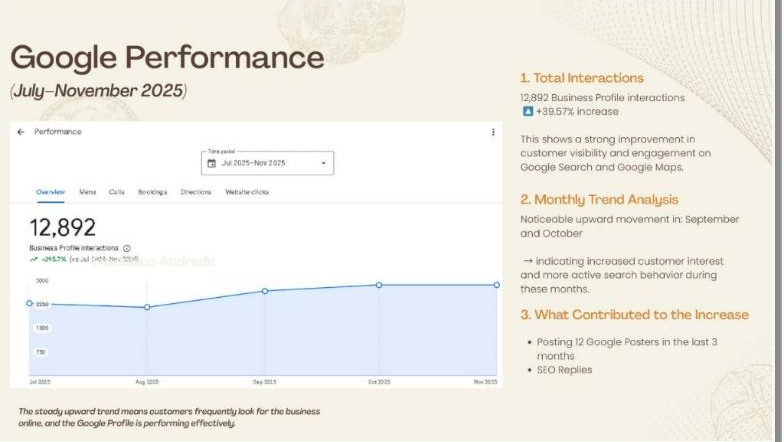 Google Performance
(July–November 2025)
Performance
Time period
Jul 2025–Nov 2025
Overview Menu Calls Bookings Directions Website clicks
12,892
Business Profile interactions
(vs Jul
Andrade
3000
2250
1500
750
Jul 2025 Aug 2025 Sep 2025 Oct 2025 Nov 2025
The steady upward trend means customers frequently look for the business
online, and the Google Profile is performing effectively.
1. Total Interactions
12,892 Business Profile interactions
+39.57% increase
This shows a strong improvement in
customer visibility and engagement on
Google Search and Google Maps.
2. Monthly Trend Analysis
Noticeable upward movement in: September
and October
→ indicating increased customer interest
and more active search behavior during
these months.
3. What Contributed to the Increase
• Posting 12 Google Posters in the last 3
months
• SEO Replies